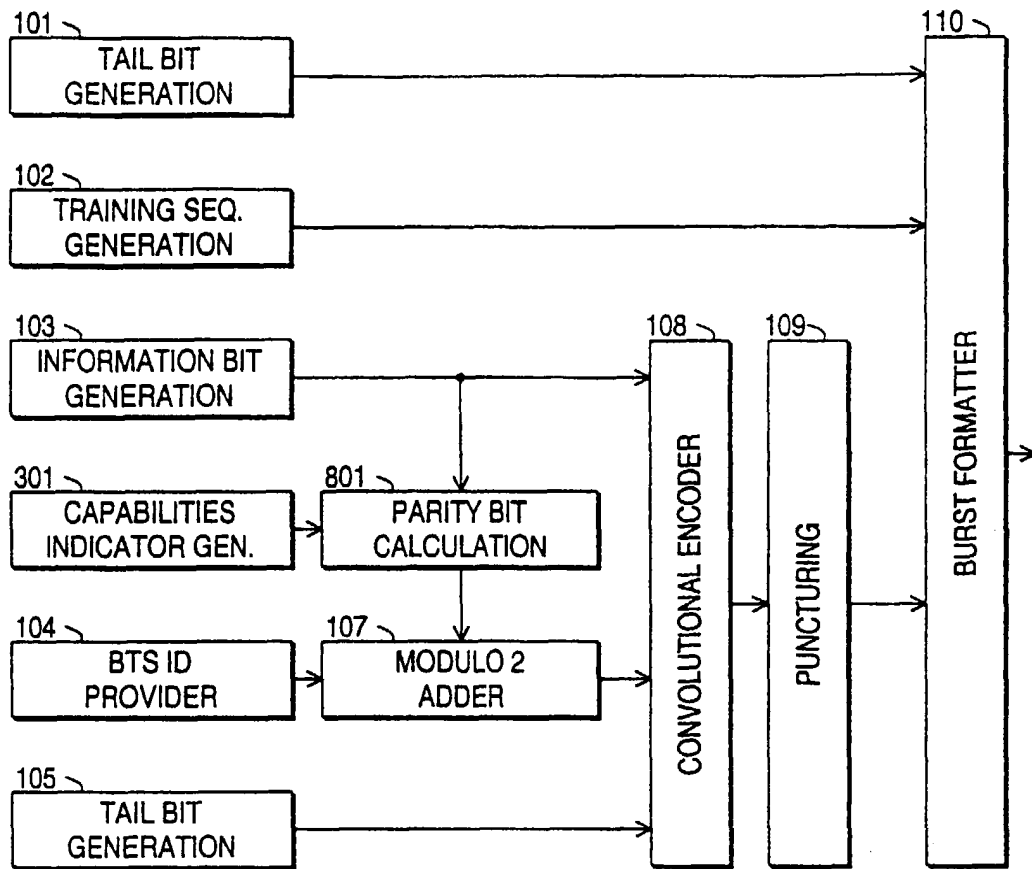 101
TAIL BIT
GENERATION
110
102
TRAINING SEQ.
GENERATION
103
INFORMATION BIT
GENERATION
108
109
301
CAPABILITIES
INDICATOR GEN.
801
PARITY BIT
CALCULATION
104
BTS ID
PROVIDER
107
MODULO 2
ADDER
105
TAIL BIT
GENERATION
CONVOLUTIONAL ENCODER
PUNCTURING
BURST FORMATTER